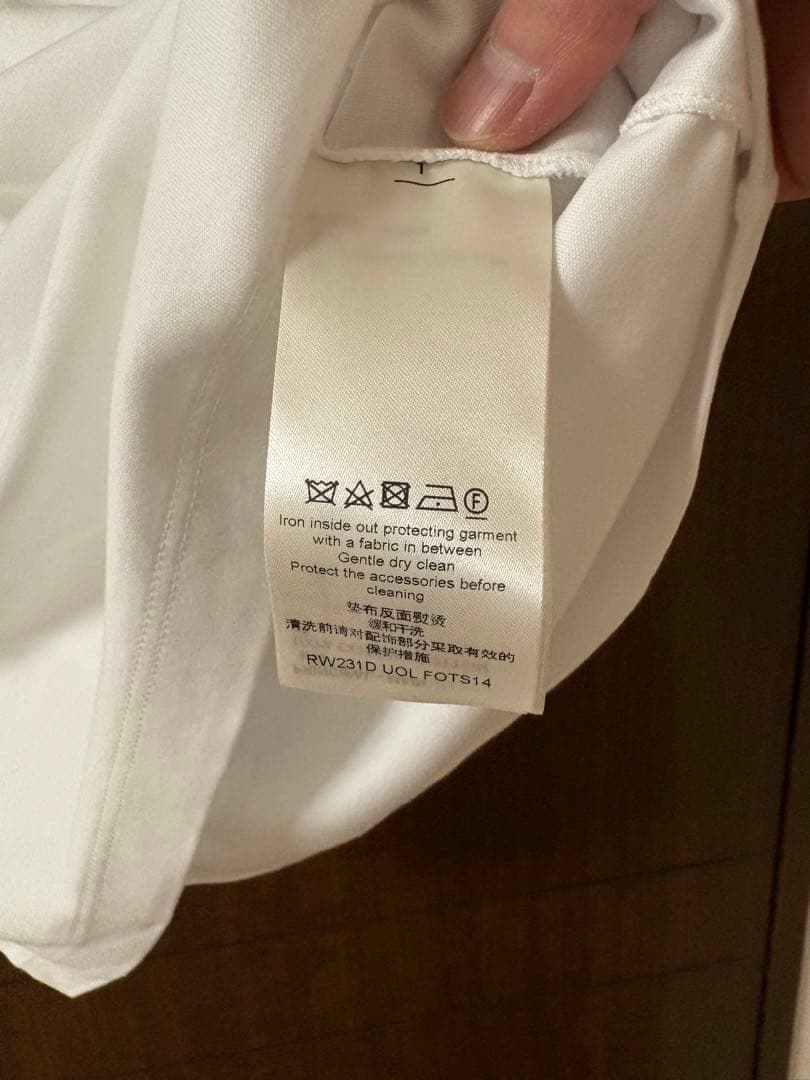 F
Iron inside out protecting garment
with a fabric in between
Gentle dry clean
Protect the accessories before
cleaning
垫布反面熨烫
缓和干洗
清洗前请对配饰部分采取有效的
保护措施
RW231D UOL FOTS14